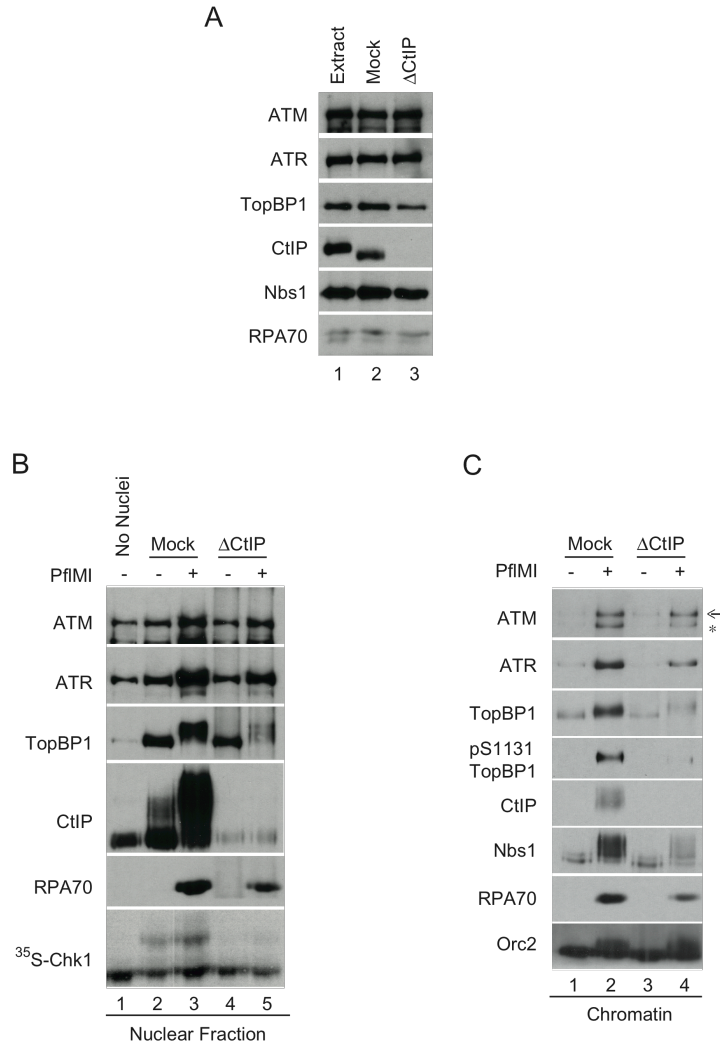 A
Extract Mock ΔCtIP
ATM
ATR
TopBP1
CtIP
Nbs1
RPA70
1 2 3
B
No Nuclei
Mock ΔCtIP
PflMI - - + - +
ATM
ATR
TopBP1
CtIP
RPA70
35S-Chk1
1 2 3 4 5
Nuclear Fraction
C
Mock ΔCtIP
PflMI - + - +
ATM
*
ATR
TopBP1
pS1131
TopBP1
CtIP
Nbs1
RPA70
Orc2
1 2 3 4
Chromatin